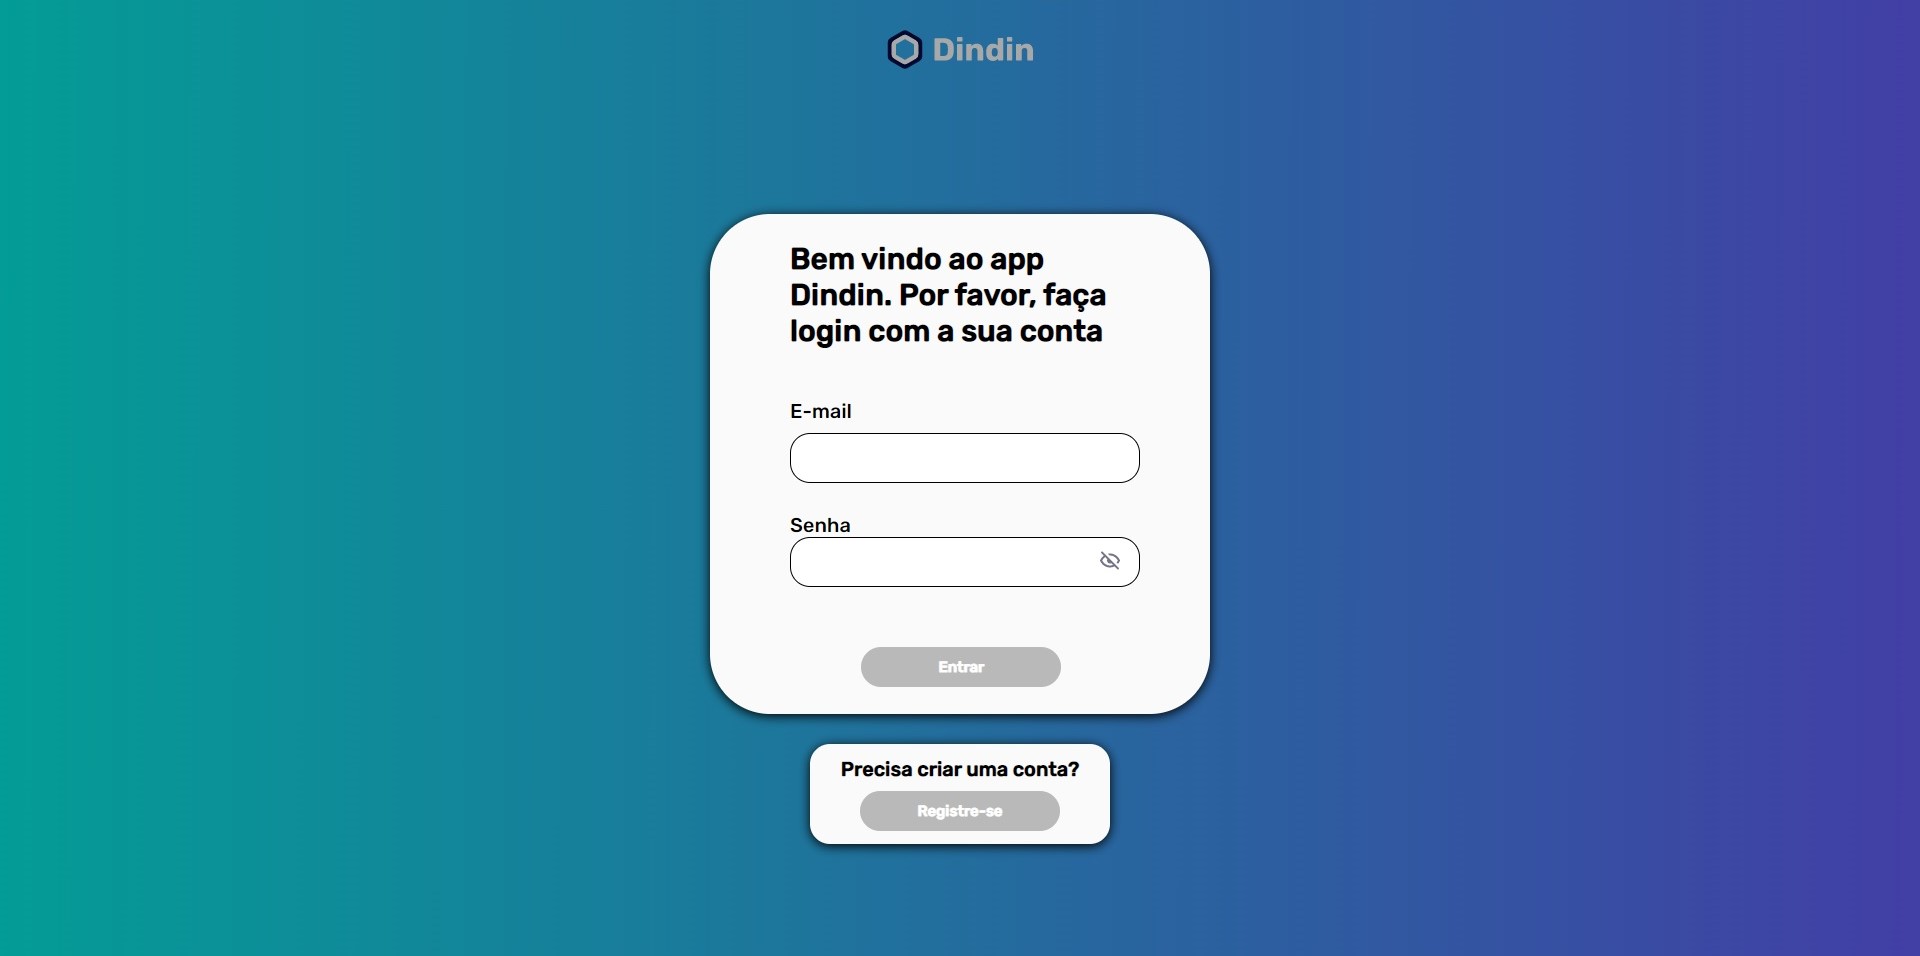 Dindin
Bem vindo ao app
Dindin. Por favor, faça
login com a sua conta
E-mail
Senha
Entrar
Precisa criar uma conta?
Registre-se